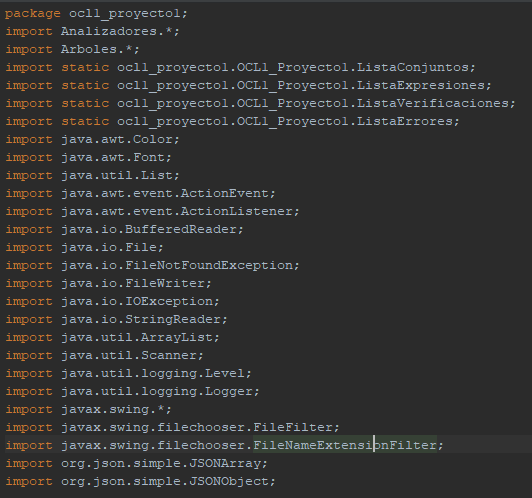 package ocl1_proyecto1;
import Analizadores.*;
import Arboles.*;
import static ocl1_proyecto1.OCL1_Proyecto1.ListaConjuntos;
import static ocl1_proyecto1.OCL1_Proyecto1.ListaExpresiones;
import static ocl1_proyecto1.OCL1_Proyecto1.ListaVerificaciones;
import static ocl1_proyecto1.OCL1_Proyecto1.ListaErrores;
import java.awt.Color;
import java.awt.Font;
import java.util.List;
import java.awt.event.ActionEvent;
import java.awt.event.ActionListener;
import java.io.BufferedReader;
import java.io.File;
import java.io.FileNotFoundException;
import java.io.FileWriter;
import java.io.IOException;
import java.io.StringReader;
import java.util.ArrayList;
import java.util.Scanner;
import java.util.logging.Level;
import java.util.logging.Logger;
import javax.swing.*;
import javax.swing.filechooser.FileFilter;
import javax.swing.filechooser.FileNameExtensionFilter;
import org.json.simple.JSONArray;
import org.json.simple.JSONObject;